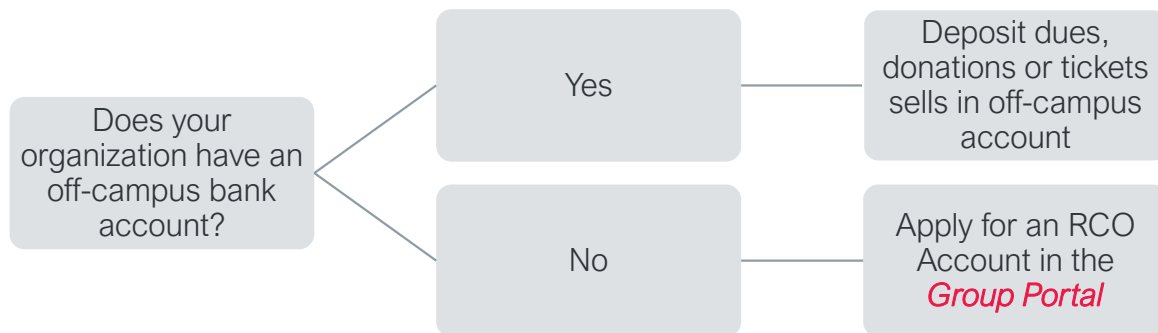 Does your
organization have an
off-campus bank
account?
Yes
Deposit dues,
donations or tickets
sells in off-campus
account
No
Apply for an RCO
Account in the
Group Portal